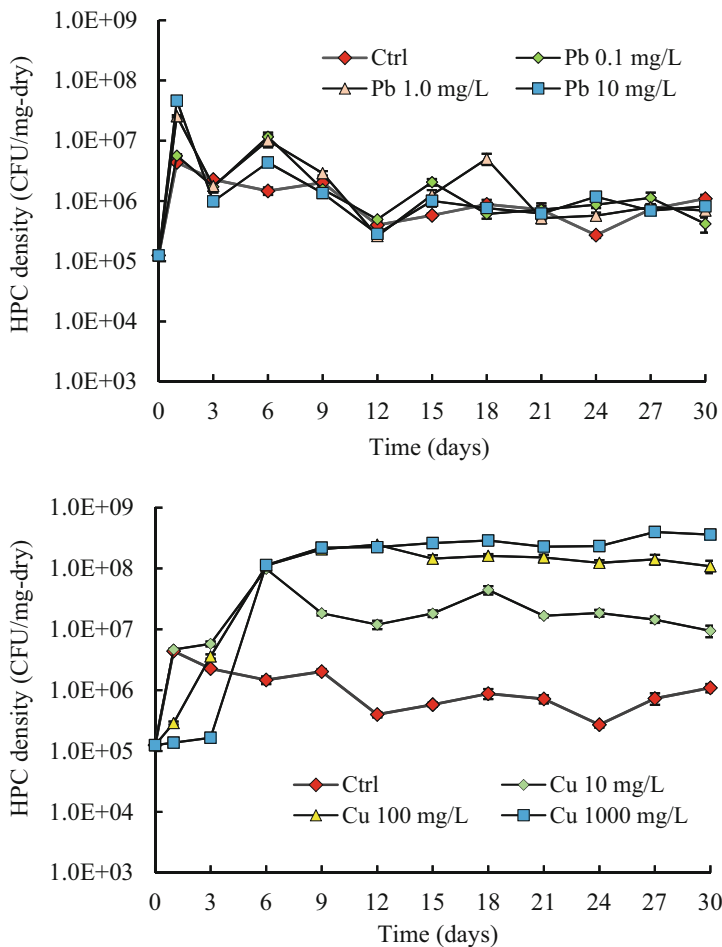 1.0E+09
1.0E+08
1.0E+07
1.0E+06
1.0E+05
1.0E+04
1.0E+03
HPC density (CFU/mg-dry)
Ctrl Pb 0.1 mg/L
Pb 1.0 mg/L Pb 10 mg/L
0 3 6 9 12 15 18 21 24 27 30
Time (days)
1.0E+09
1.0E+08
1.0E+07
1.0E+06
1.0E+05
1.0E+04
1.0E+03
HPC density (CFU/mg-dry)
Ctrl Cu 10 mg/L
Cu 100 mg/L Cu 1000 mg/L
0 3 6 9 12 15 18 21 24 27 30
Time (days)